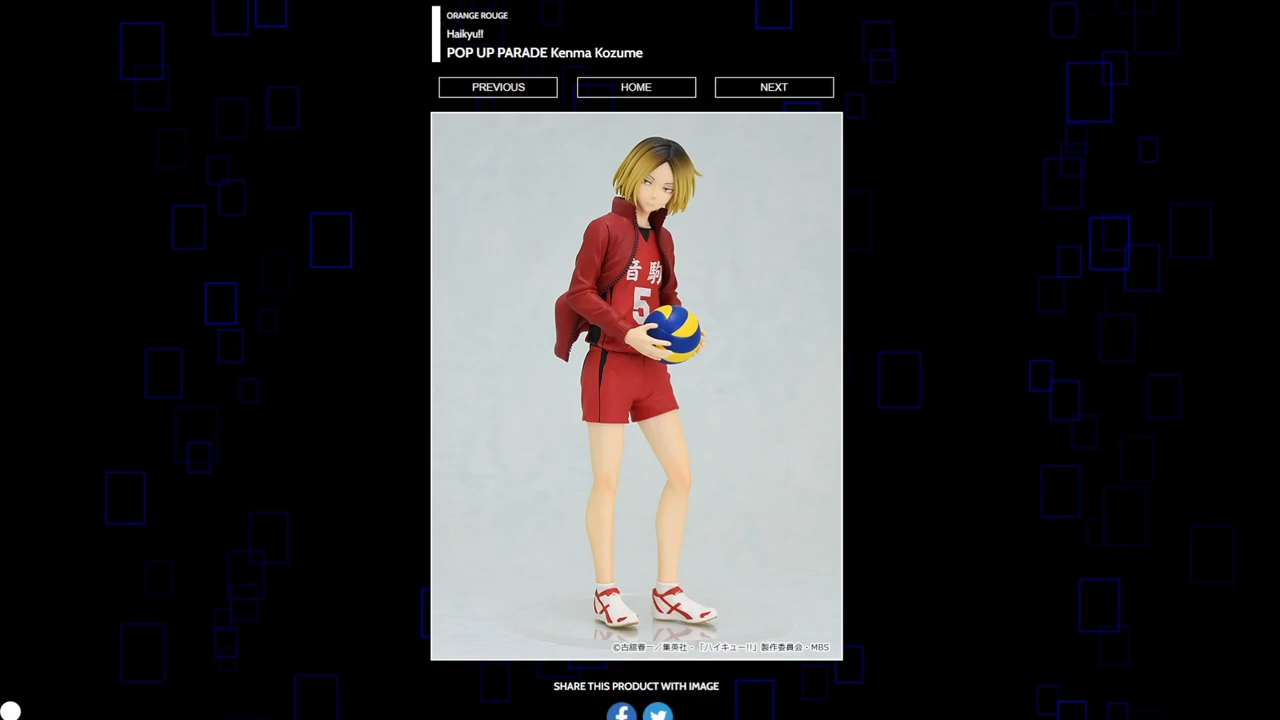 ORANGE ROUGE
Haikyu!!
POP UP PARADE Kenma Kozume
PREVIOUS
HOME
NEXT
音駒
5
©古舘春一／集英社・「ハイキュー!!」製作委員会・MBS
SHARE THIS PRODUCT WITH IMAGE